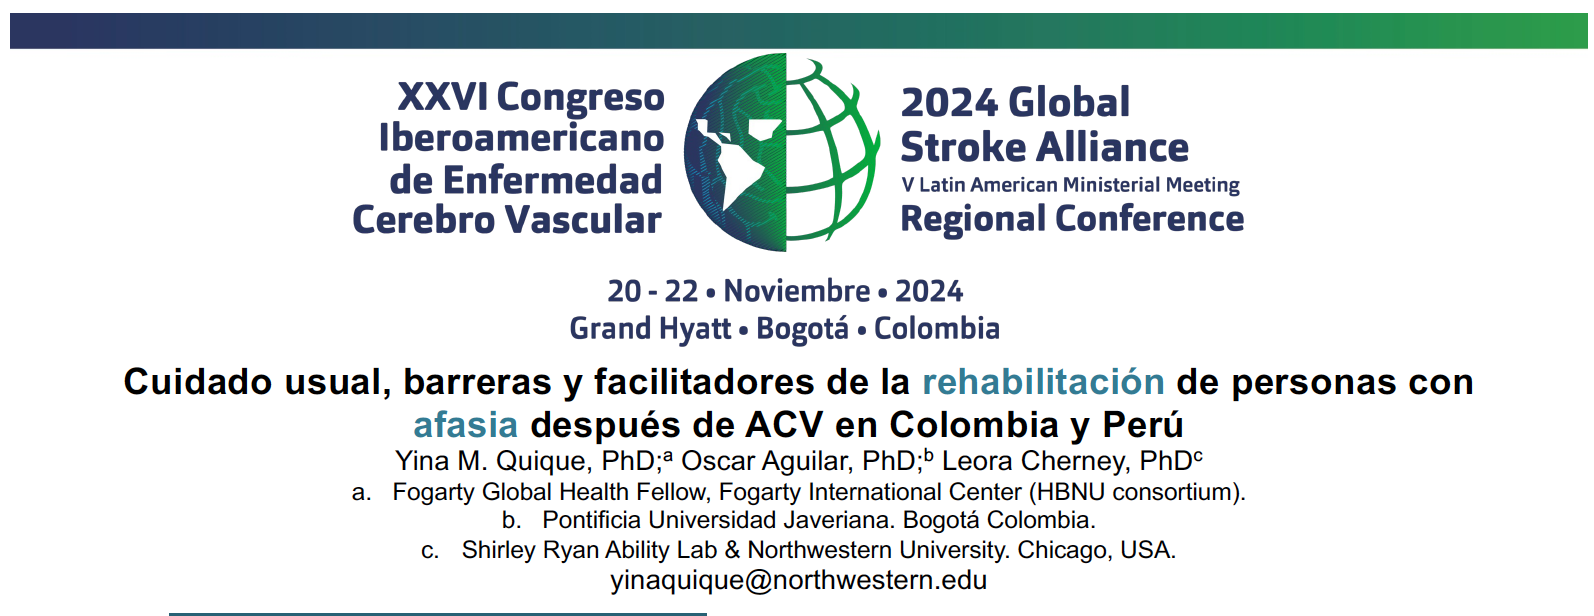 XXVI Congreso
Iberoamericano
de Enfermedad
Cerebro Vascular
2024 Global
Stroke Alliance
V Latin American Ministerial Meeting
Regional Conference
20 - 22 • Noviembre • 2024
Grand Hyatt • Bogotá • Colombia
Cuidado usual, barreras y facilitadores de la rehabilitación de personas con
afasia después de ACV en Colombia y Perú
Yina M. Quique, PhD;ᵃ Oscar Aguilar, PhD;ᵇ Leora Cherney, PhDᶜ
a. Fogarty Global Health Fellow, Fogarty International Center (HBNU consortium).
b. Pontificia Universidad Javeriana. Bogotá Colombia.
c. Shirley Ryan Ability Lab & Northwestern University. Chicago, USA.
yinaquique@northwestern.edu